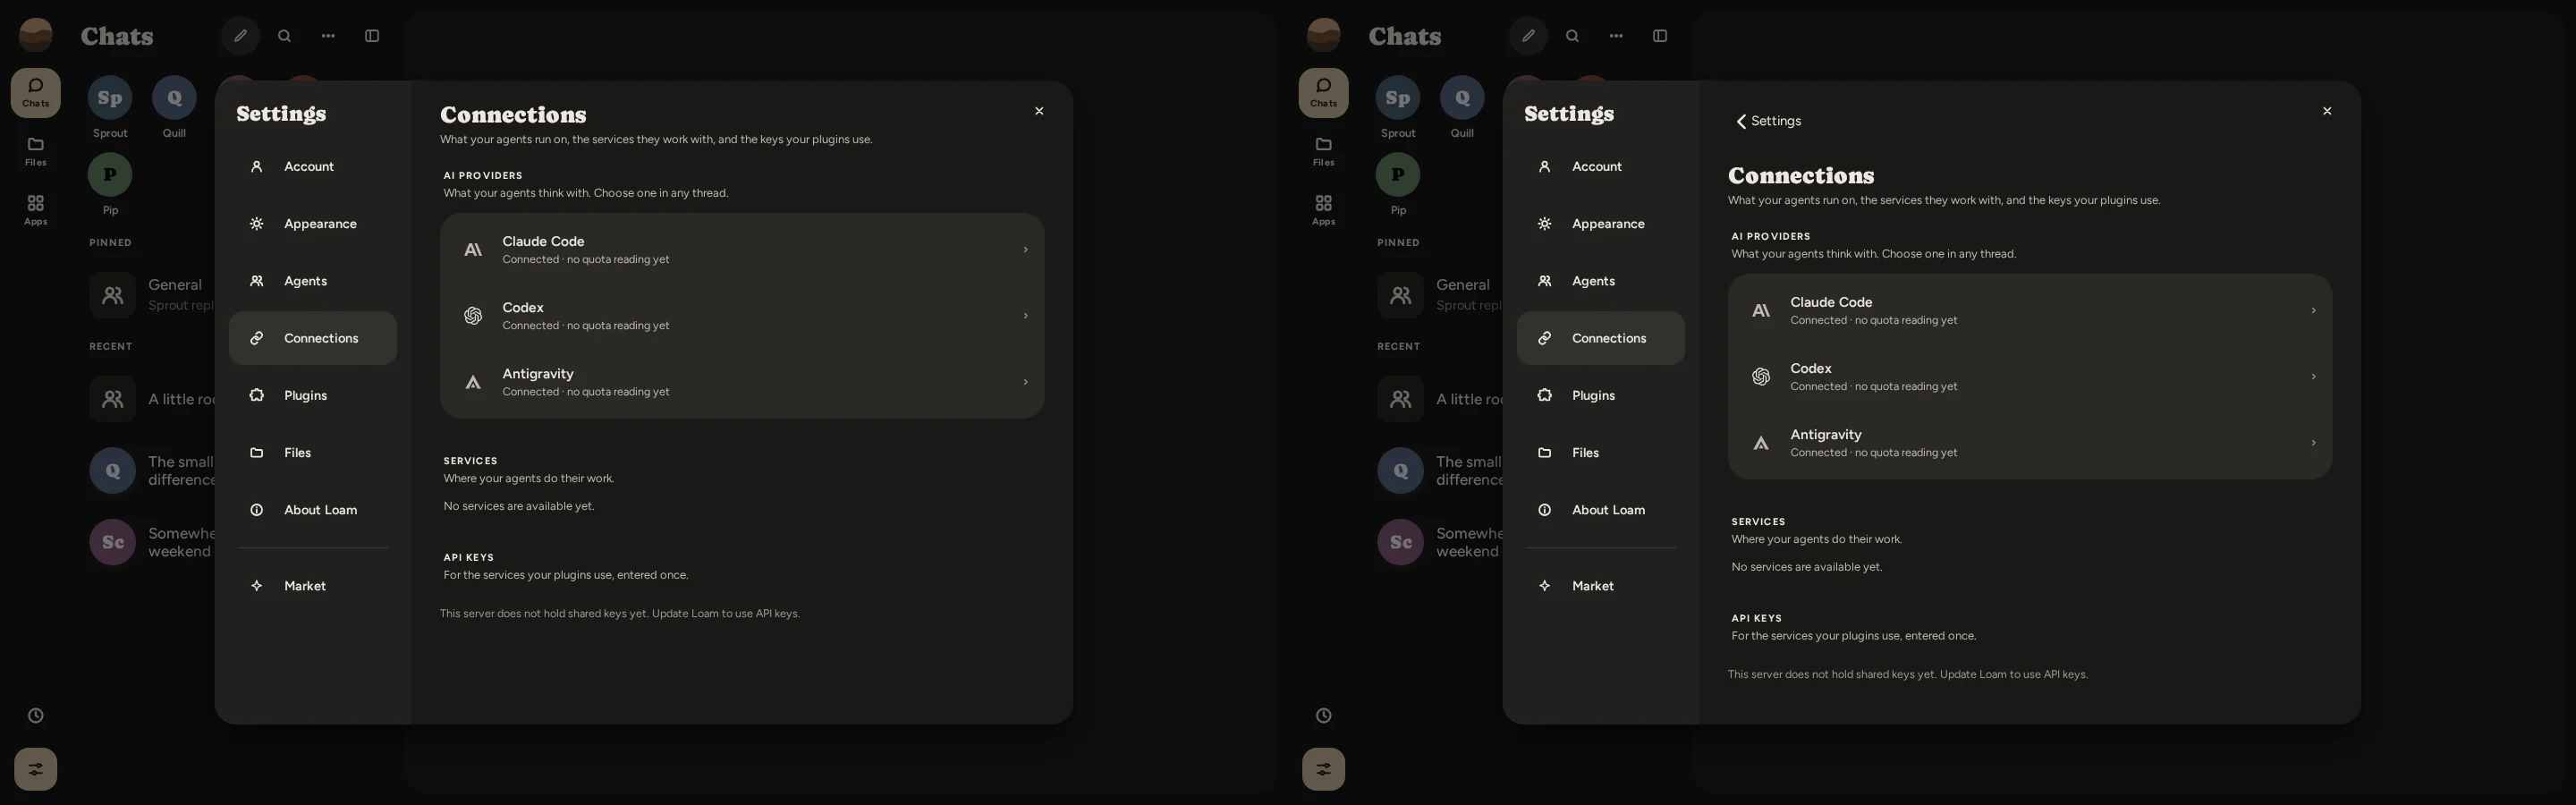 Chats
Chats
Files
Apps
Sp
Sprout
Q
Quill
P
Pip
PINNED
General
Sprout repl
RECENT
A little roo
Q
The small
difference
Sc
Somewhe
weekend
Settings
Account
Appearance
Agents
Connections
Plugins
Files
About Loam
Market
Connections
What your agents run on, the services they work with, and the keys your plugins use.
AI PROVIDERS
What your agents think with. Choose one in any thread.
Claude Code
Connected · no quota reading yet
Codex
Connected · no quota reading yet
Antigravity
Connected · no quota reading yet
SERVICES
Where your agents do their work.
No services are available yet.
API KEYS
For the services your plugins use, entered once.
This server does not hold shared keys yet. Update Loam to use API keys.
Chats
Chats
Files
Apps
Sp
Sprout
Q
Quill
P
Pip
PINNED
General
Sprout repl
RECENT
A little roo
Q
The small
difference
Sc
Somewhe
weekend
Settings
Account
Appearance
Agents
Connections
Plugins
Files
About Loam
Market
Settings
Connections
What your agents run on, the services they work with, and the keys your plugins use.
AI PROVIDERS
What your agents think with. Choose one in any thread.
Claude Code
Connected · no quota reading yet
Codex
Connected · no quota reading yet
Antigravity
Connected · no quota reading yet
SERVICES
Where your agents do their work.
No services are available yet.
API KEYS
For the services your plugins use, entered once.
This server does not hold shared keys yet. Update Loam to use API keys.